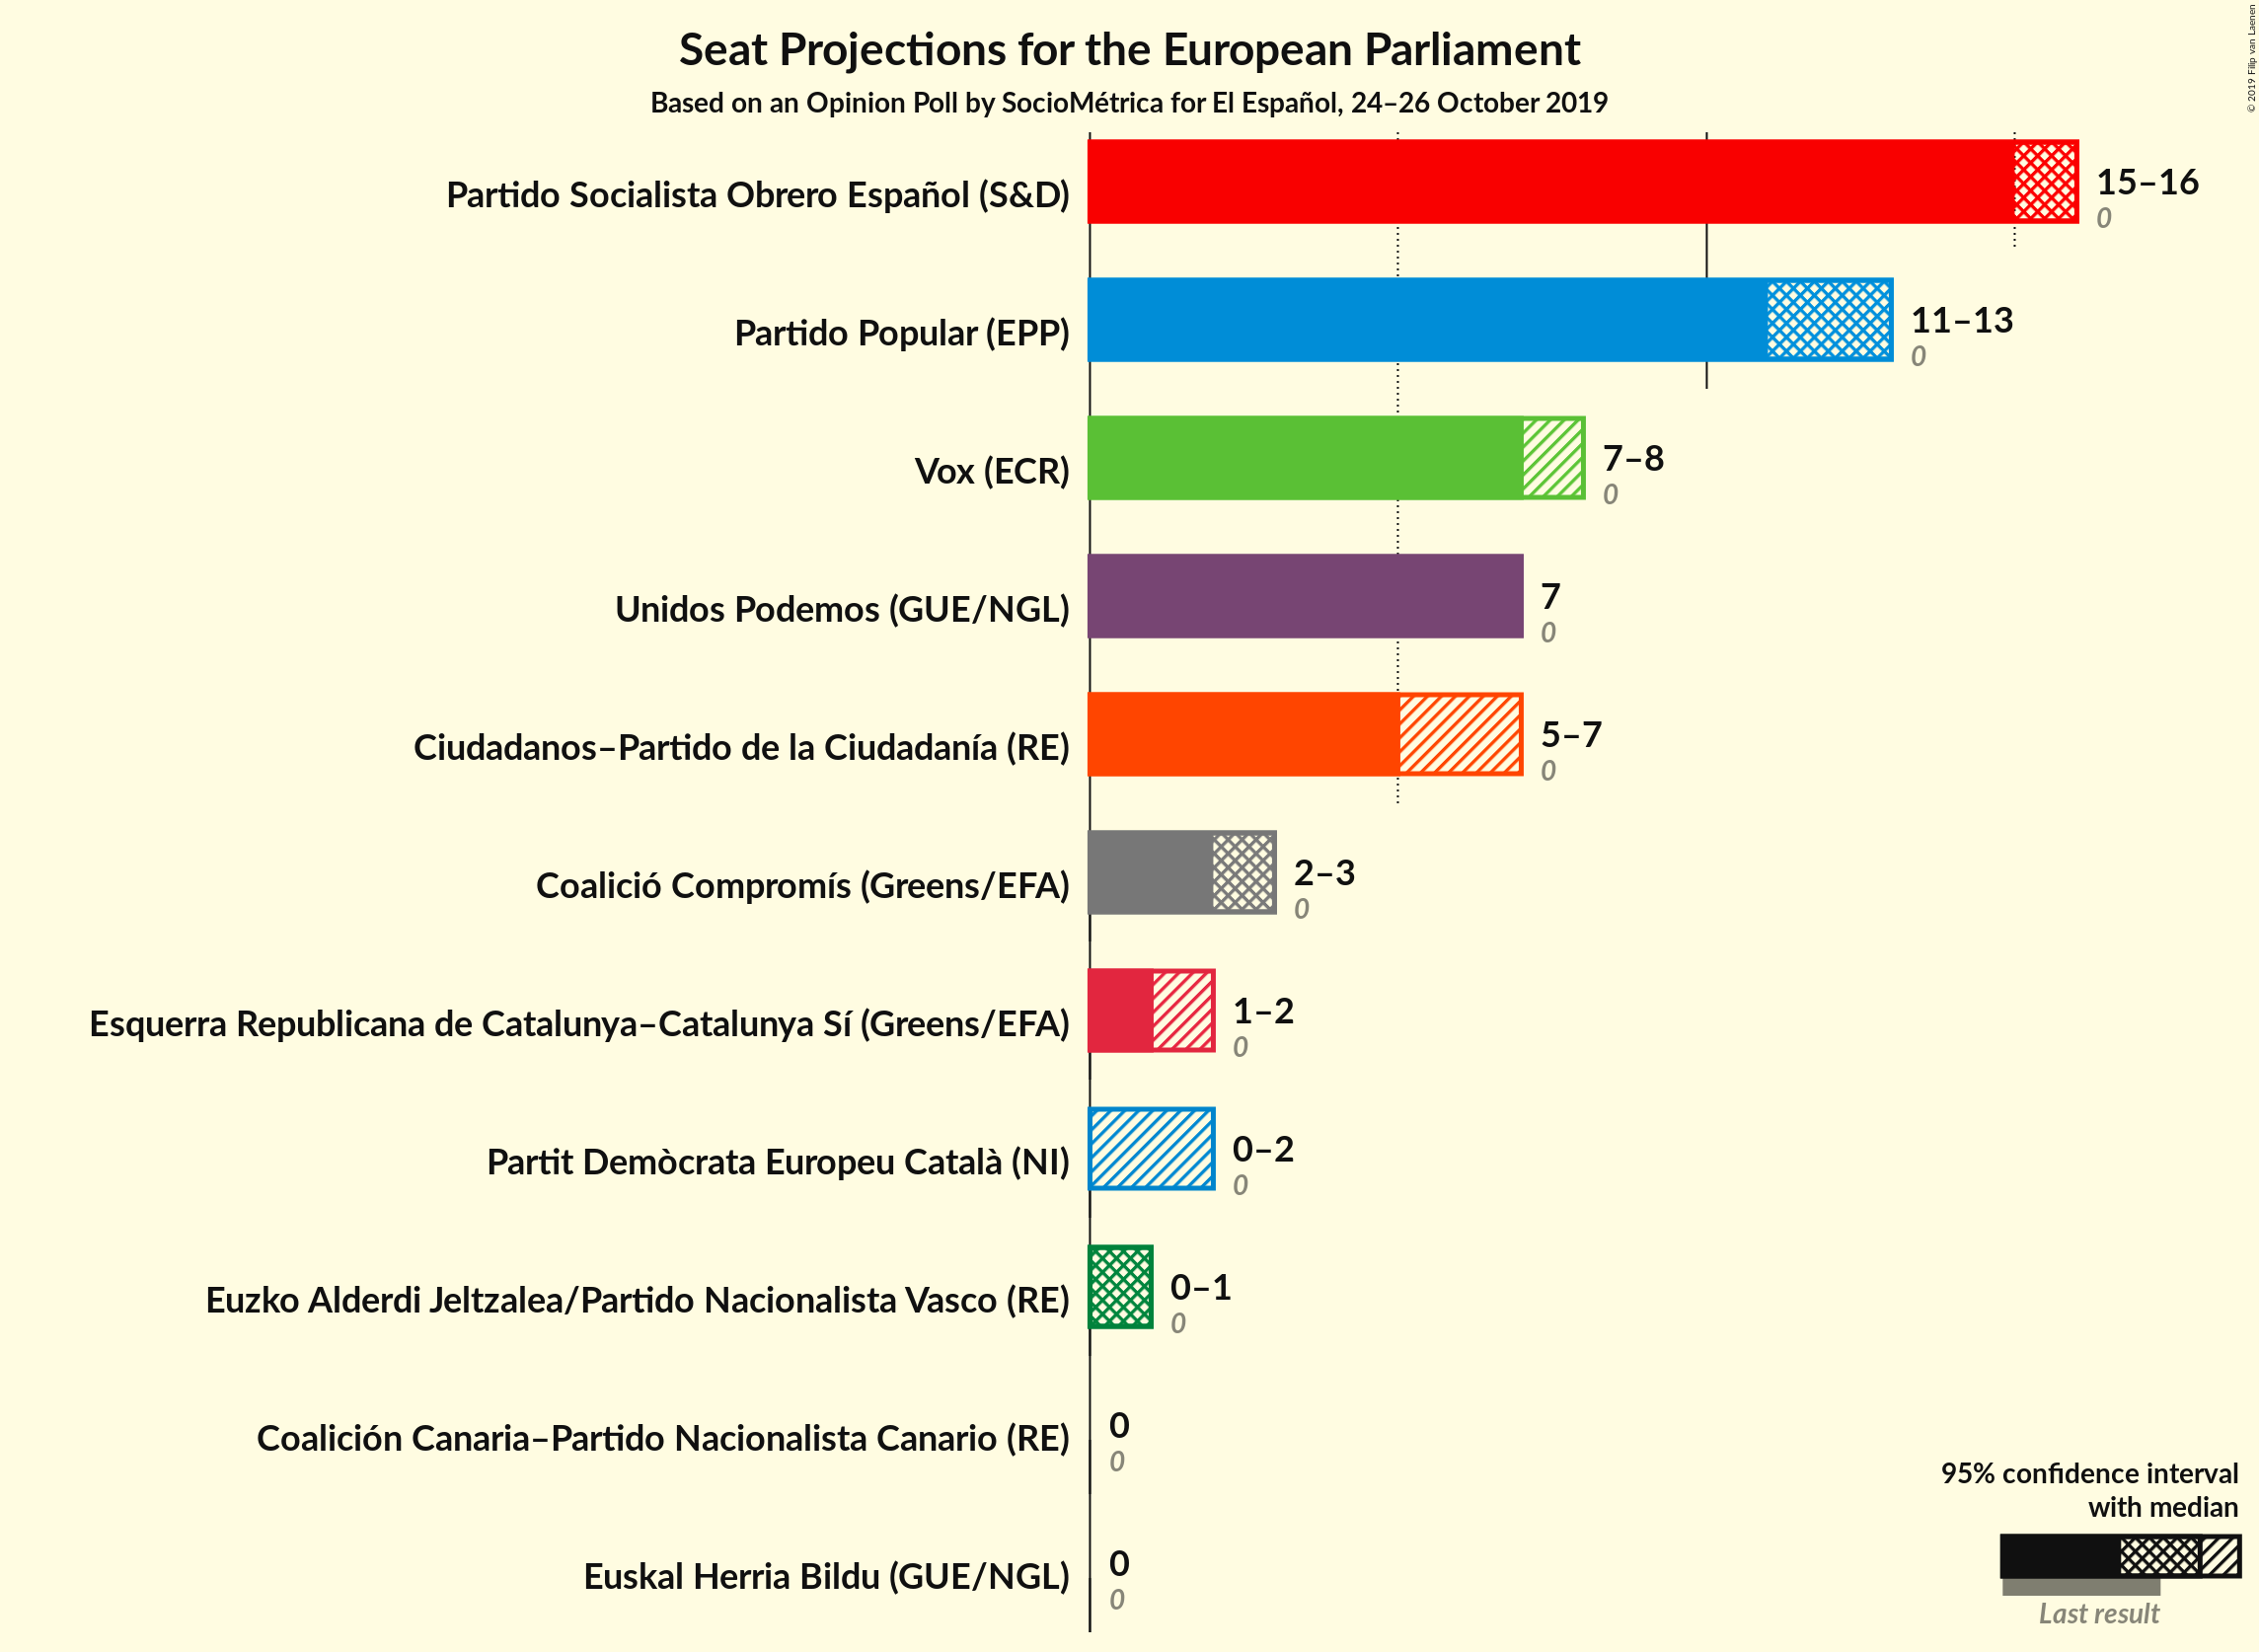 Seat Projections for the European Parliament
Based on an Opinion Poll by SocioMétrica for El Español, 24–26 October 2019
© 2019 Filip van Laenen
Partido Socialista Obrero Español (S&D)
15–16
0
Partido Popular (EPP)
11–13
0
Vox (ECR)
7–8
0
Unidos Podemos (GUE/NGL)
7
0
Ciudadanos–Partido de la Ciudadanía (RE)
5–7
0
Coalició Compromís (Greens/EFA)
2–3
0
Esquerra Republicana de Catalunya–Catalunya Sí (Greens/EFA)
1–2
0
Partit Demòcrata Europeu Català (NI)
0–2
0
Euzko Alderdi Jeltzalea/Partido Nacionalista Vasco (RE)
0–1
0
Coalición Canaria–Partido Nacionalista Canario (RE)
0
0
Euskal Herria Bildu (GUE/NGL)
0
0
95% confidence interval
with median
Last result